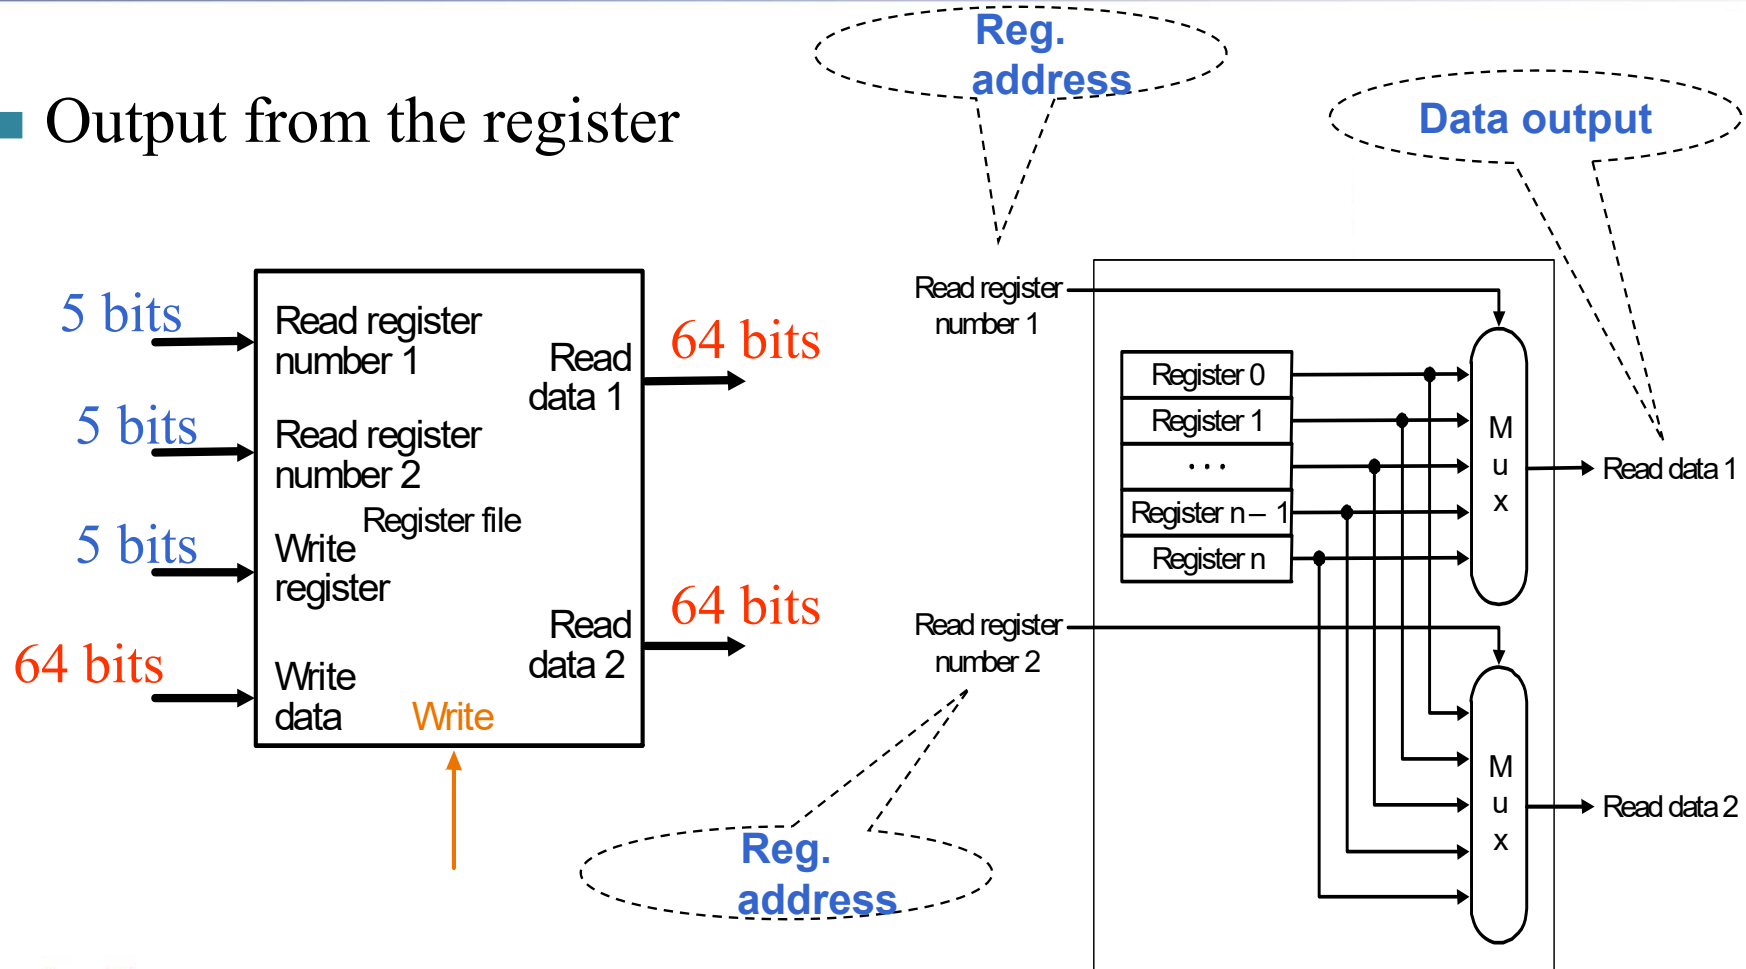 Output from the register
Reg.
address
Data output
5 bits
5 bits
5 bits
64 bits
Read register
number 1
Read register
number 2
Register file
Write
register
Write
data
Write
Read
data 1
Read
data 2
64 bits
64 bits
Read register
number 1
Register 0
Register 1
...
Register n – 1
Register n
M
u
x
Read data 1
Read register
number 2
M
u
x
Read data 2
Reg.
address